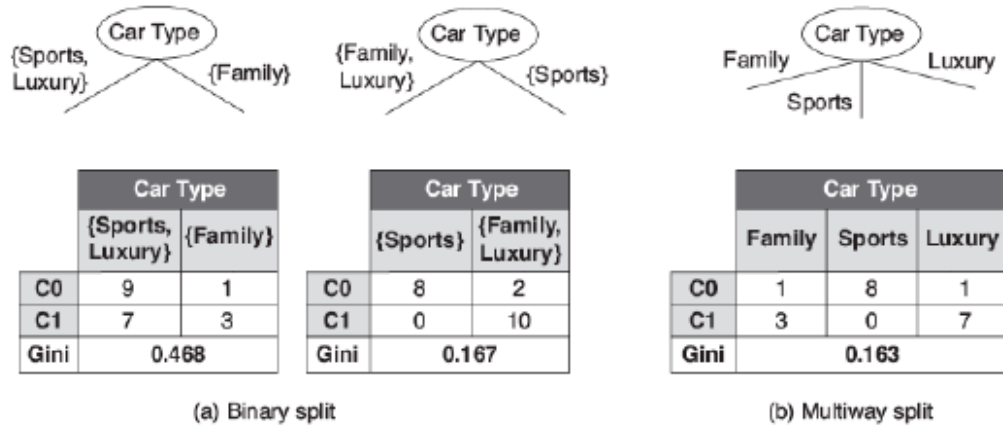 Car Type
{Sports,
Luxury}
{Family}
Car Type
{Family,
Luxury}
{Sports}
Car Type
Family
Sports
Luxury
Car Type
{Sports,
Luxury}
{Family}
C0
9
1
C1
7
3
Gini
0.468
Car Type
{Sports}
{Family,
Luxury}
C0
8
2
C1
0
10
Gini
0.167
(a) Binary split
Car Type
Family
Sports
Luxury
C0
1
8
1
C1
3
0
7
Gini
0.163
(b) Multiway split